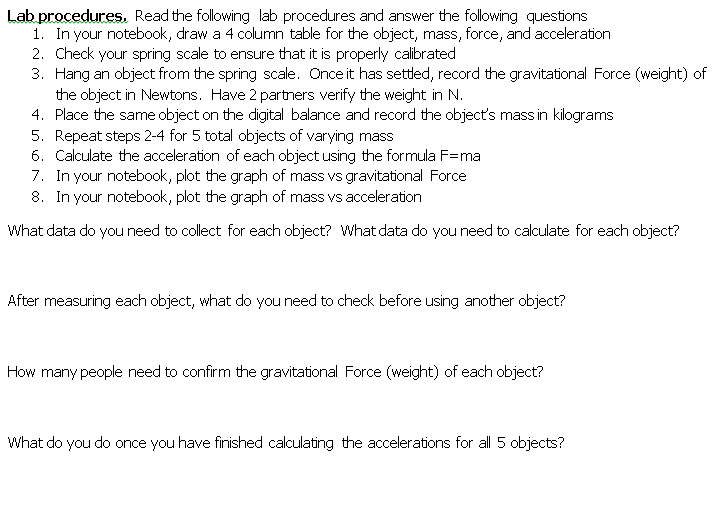 Lab procedures. Read the following lab procedures and answer the following questions
1. In your notebook, draw a 4 column table for the object, mass, force, and acceleration
2. Check your spring scale to ensure that it is properly calibrated
3. Hang an object from the spring scale. Once it has settled, record the gravitational Force (weight) of
the object in Newtons. Have 2 partners verify the weight in N.
4. Place the same object on the digital balance and record the object's mass in kilograms
5. Repeat steps 2-4 for 5 total objects of varying mass
6. Calculate the acceleration of each object using the formula F=ma
7. In your notebook, plot the graph of mass vs gravitational Force
8. In your notebook, plot the graph of mass vs acceleration
What data do you need to collect for each object? What data do you need to calculate for each object?
After measuring each object, what do you need to check before using another object?
How many people need to confirm the gravitational Force (weight) of each object?
What do you do once you have finished calculating the accelerations for all 5 objects?